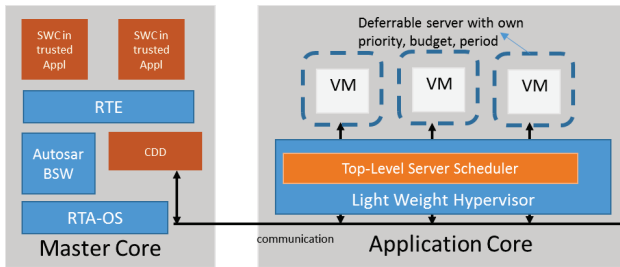 SWC in
trusted
Appl
SWC in
trusted
Appl
RTE
Autosar
BSW
CDD
RTA-OS
Master Core
communication
Deferrable server with own
priority, budget, period
VM
VM
VM
Top-Level Server Scheduler
Light Weight Hypervisor
Application Core